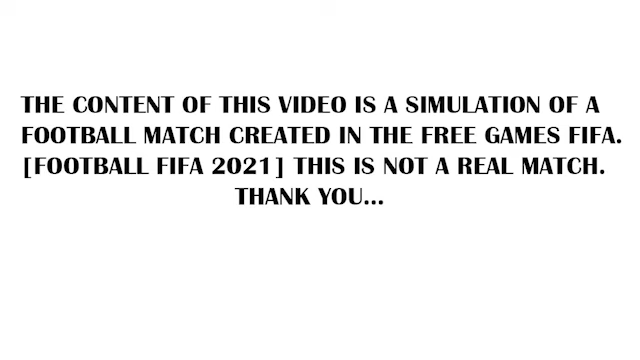 THE CONTENT OF THIS VIDEO IS A SIMULATION OF A
FOOTBALL MATCH CREATED IN THE FREE GAMES FIFA.
[FOOTBALL FIFA 2021] THIS IS NOT A REAL MATCH.
THANK YOU...